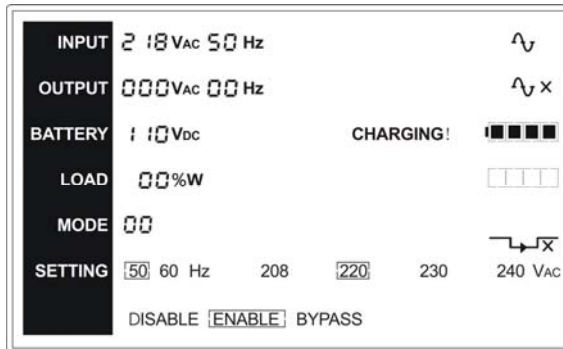 INPUT 218 VAC 50 Hz
OUTPUT 000 VAC 00 Hz
BATTERY 110 VDC CHARGING!
LOAD 00%W
MODE 00
SETTING 50 60 Hz 208 220 230 240 VAC
DISABLE ENABLE BYPASS